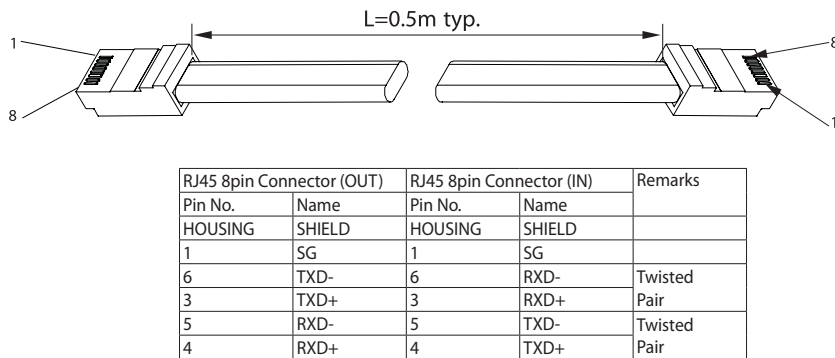 L=0.5m typ.
1
8
8
1
RJ45 8pin Connector (OUT) RJ45 8pin Connector (IN) Remarks
Pin No. Name Pin No. Name
HOUSING SHIELD HOUSING SHIELD
1 SG 1 SG
6 TXD- 6 RXD- Twisted
3 TXD+ 3 RXD+ Pair
5 RXD- 5 TXD- Twisted
4 RXD+ 4 TXD+ Pair